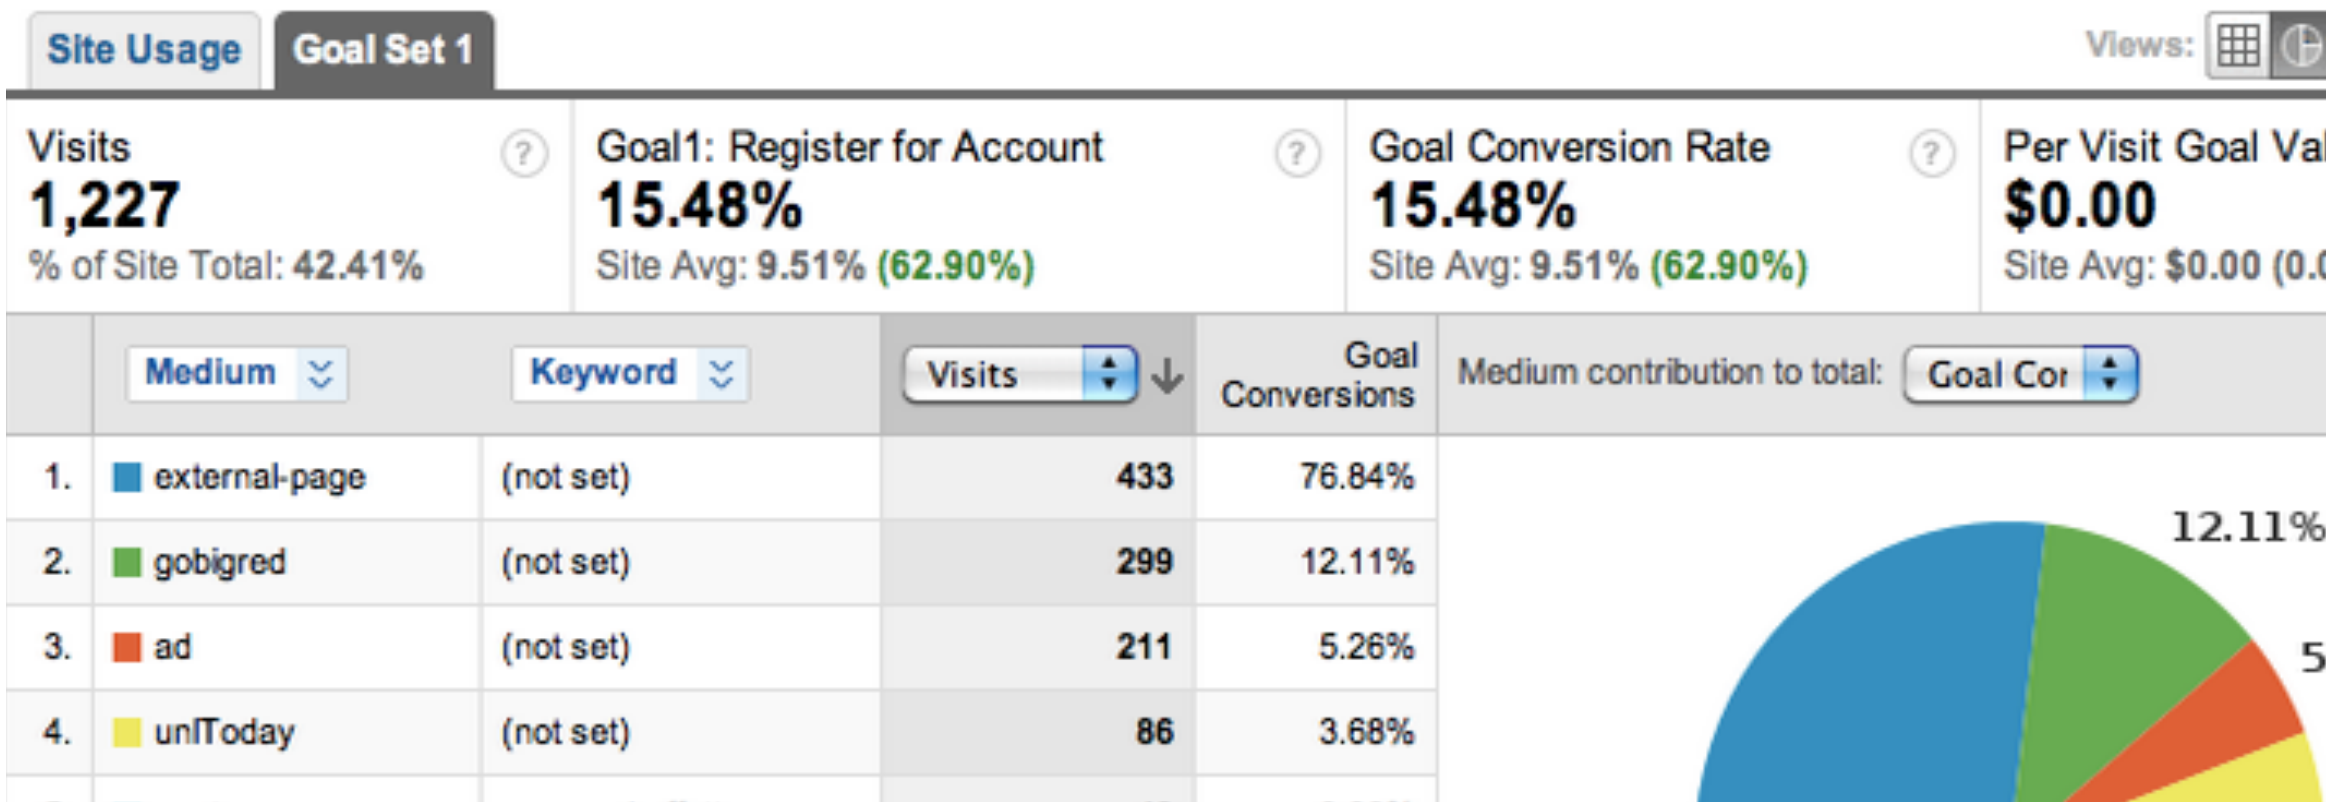 Site Usage Goal Set 1 Views:
Visits ? Goal1: Register for Account ? Goal Conversion Rate ? Per Visit Goal Val
1,227 15.48% 15.48% $0.00
% of Site Total: 42.41% Site Avg: 9.51% (62.90%) Site Avg: 9.51% (62.90%) Site Avg: $0.00 (0.0
Medium Keyword Visits Goal Conversions Medium contribution to total: Goal Cor
1. external-page (not set) 433 76.84%
12.11%
2. gobigred (not set) 299 12.11%
3. ad (not set) 211 5.26% 5
4. unlToday (not set) 86 3.68%